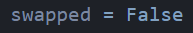 swapped = False